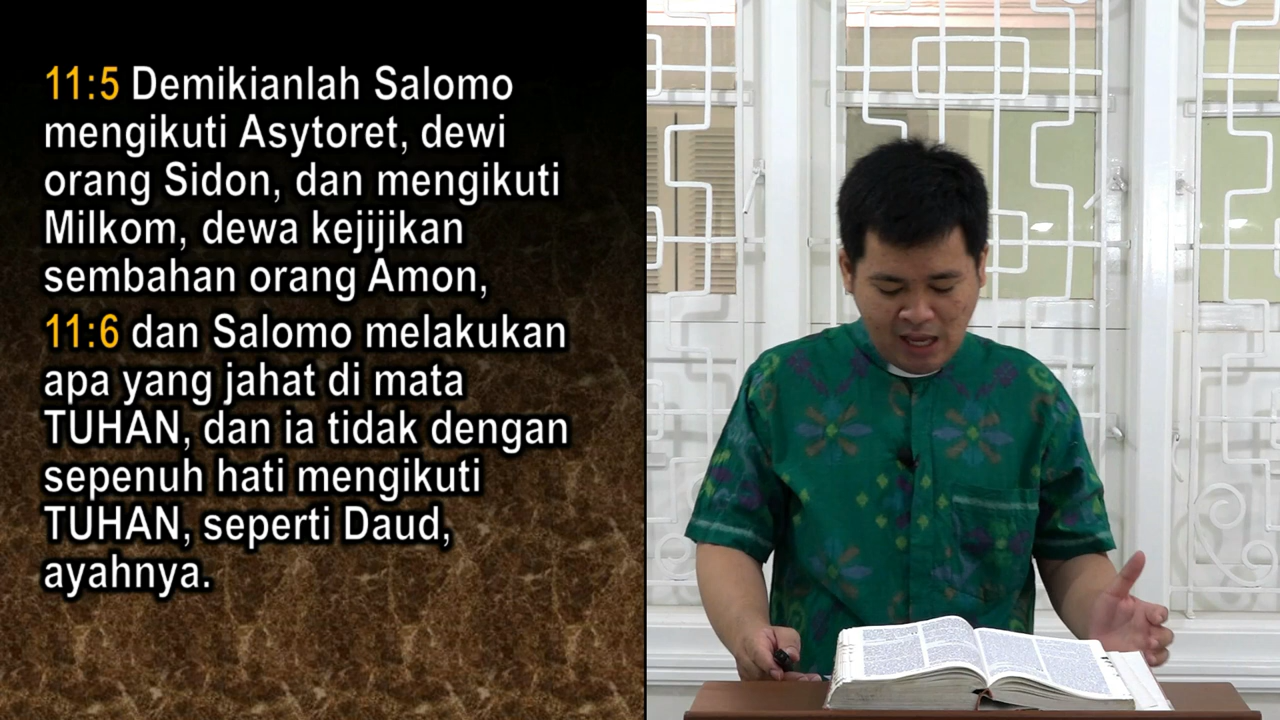 11:5 Demikianlah Salomo
mengikuti Asytoret, dewi
orang Sidon, dan mengikuti
Milkom, dewa kejijikan
sembahan orang Amon,
11:6 dan Salomo melakukan
apa yang jahat di mata
TUHAN, dan ia tidak dengan
sepenuh hati mengikuti
TUHAN, seperti Daud,
ayahnya.